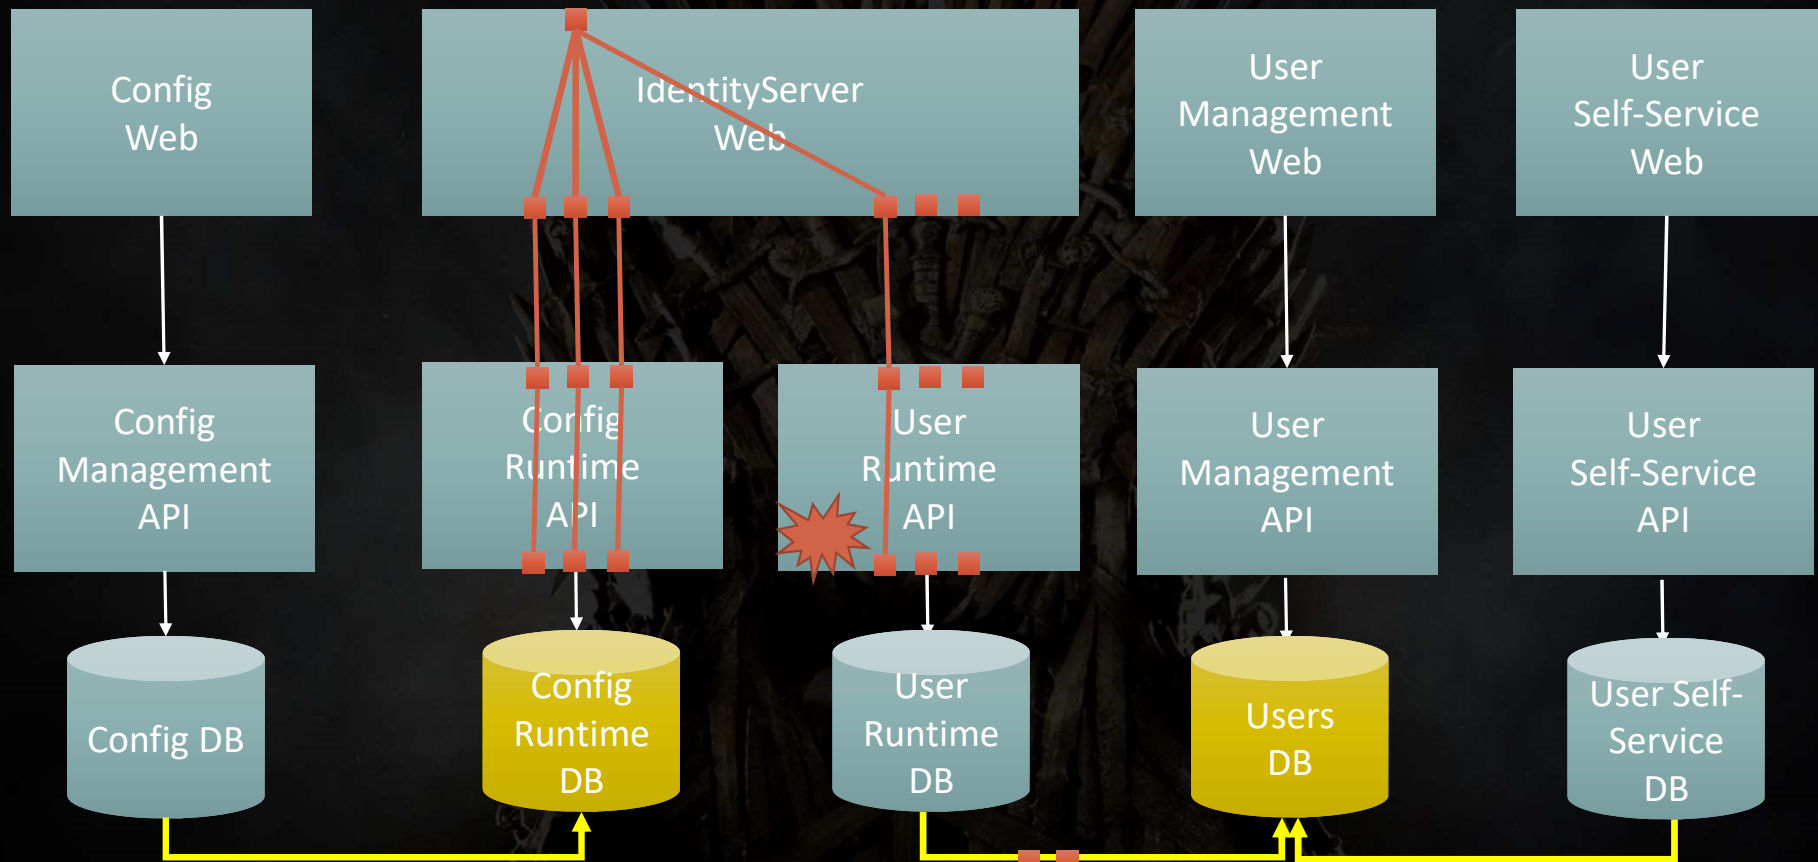 Config
Web
IdentityServer
Web
User
Management
Web
User
Self-Service
Web
Config
Management
API
Config
Runtime
API
User
Runtime
API
User
Management
API
User
Self-Service
API
Config DB
Config
Runtime
DB
User
Runtime
DB
Users
DB
User Self-
Service
DB